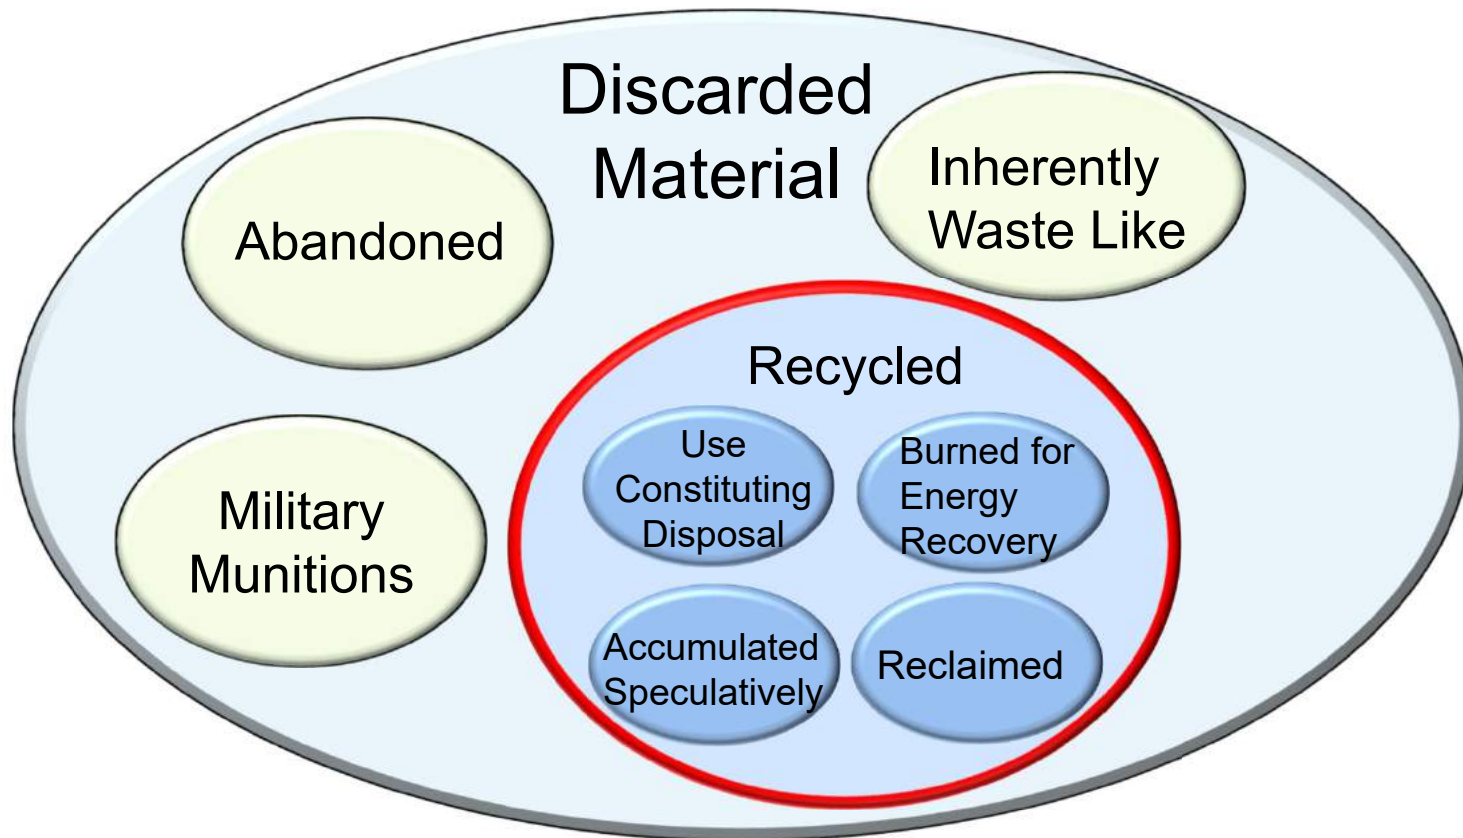 Discarded
Material
Abandoned
Inherently
Waste Like
Military
Munitions
Recycled
Use
Constituting
Disposal
Burned for
Energy
Recovery
Accumulated
Speculatively
Reclaimed